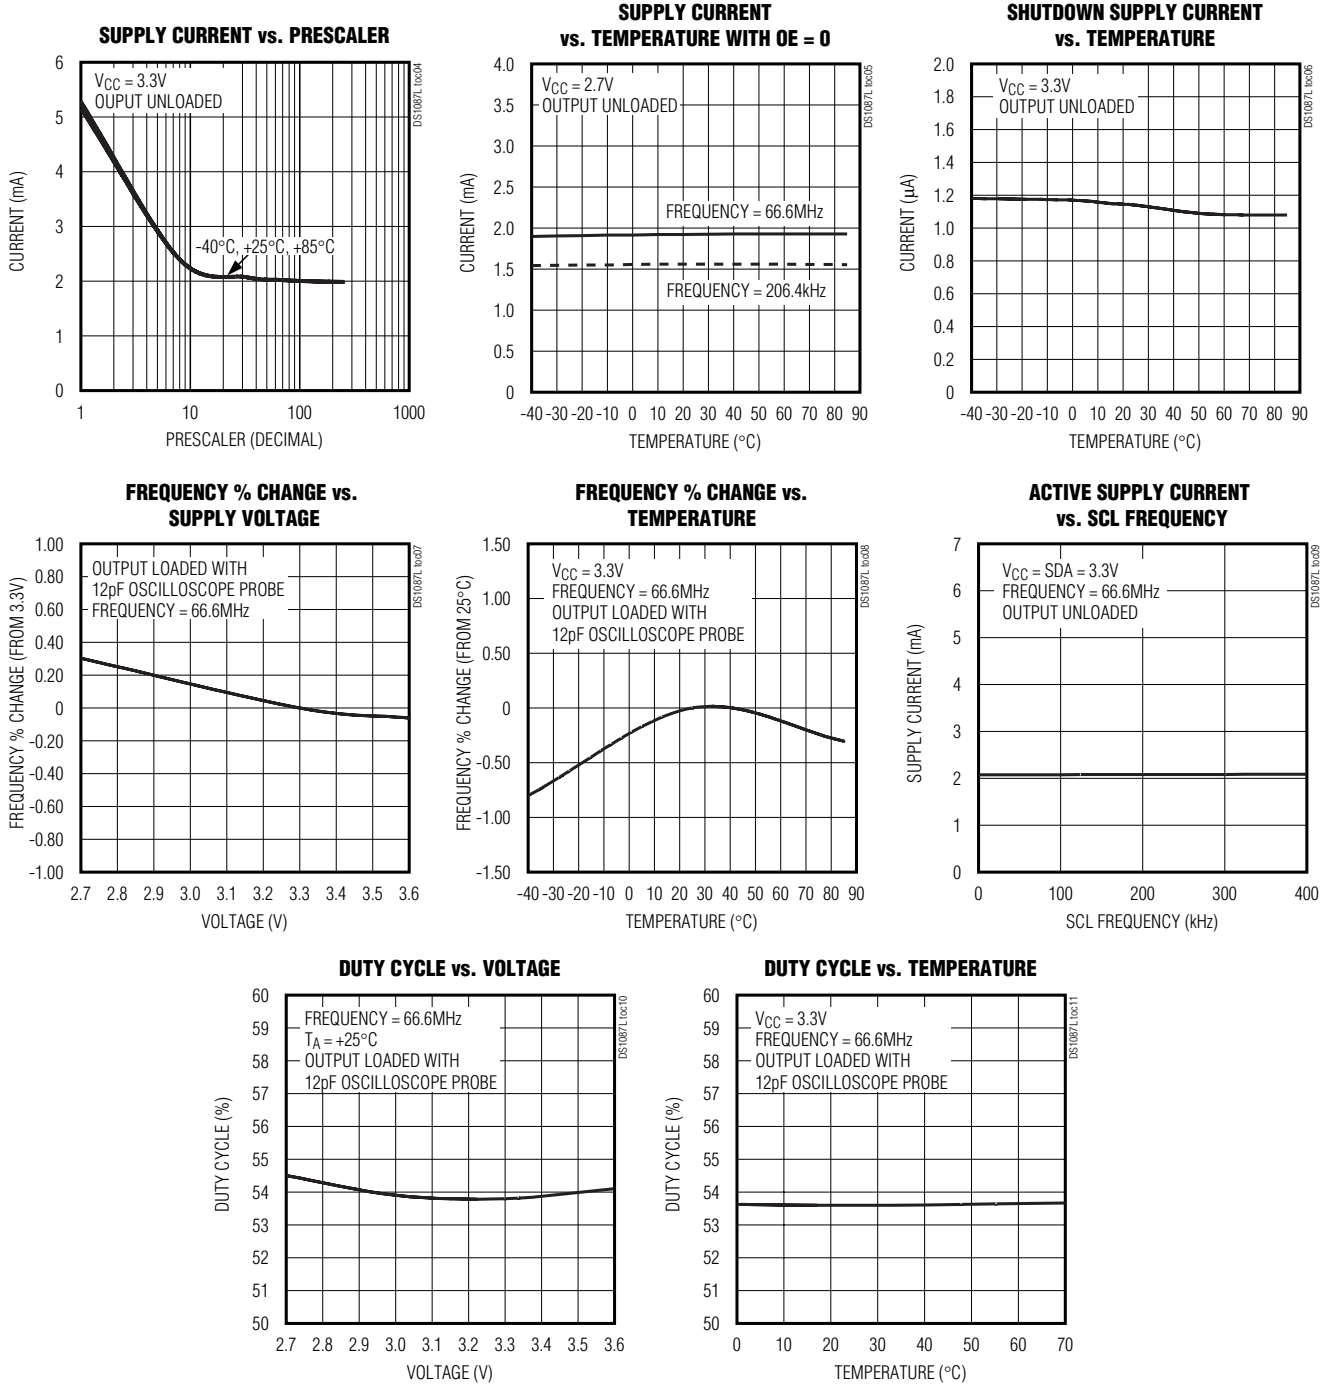 SUPPLY CURRENT vs. PRESCALER
6
5
4
3
2
1
0
CURRENT (mA)
VCC = 3.3V
OUPUT UNLOADED
-40°C, +25°C, +85°C
DS1087L toc04
1 10 100 1000
PRESCALER (DECIMAL)
SUPPLY CURRENT
vs. TEMPERATURE WITH OE = 0
4.0
3.5
3.0
2.5
2.0
1.5
1.0
0.5
0
CURRENT (mA)
VCC = 2.7V
OUTPUT UNLOADED
FREQUENCY = 66.6MHz
FREQUENCY = 206.4kHz
DS1087L toc05
-40 -30 -20 -10 0 10 20 30 40 50 60 70 80 90
TEMPERATURE (°C)
SHUTDOWN SUPPLY CURRENT
vs. TEMPERATURE
2.0
1.8
1.6
1.4
1.2
1.0
0.8
0.6
0.4
0.2
0
CURRENT (µA)
VCC = 3.3V
OUTPUT UNLOADED
DS1087L toc06
-40 -30 -20 -10 0 10 20 30 40 50 60 70 80 90
TEMPERATURE (°C)
FREQUENCY % CHANGE vs.
SUPPLY VOLTAGE
1.00
0.80
0.60
0.40
0.20
0
-0.20
-0.40
-0.60
-0.80
-1.00
FREQUENCY % CHANGE (FROM 3.3V)
OUTPUT LOADED WITH
12pF OSCILLOSCOPE PROBE
FREQUENCY = 66.6MHz
DS1087L toc07
2.7 2.8 2.9 3.0 3.1 3.2 3.3 3.4 3.5 3.6
VOLTAGE (V)
FREQUENCY % CHANGE vs.
TEMPERATURE
1.50
1.00
0.50
0
-0.50
-1.00
-1.50
FREQUENCY % CHANGE (FROM 25°C)
VCC = 3.3V
FREQUENCY = 66.6MHz
OUTPUT LOADED WITH
12pF OSCILLOSCOPE PROBE
DS1087L toc08
-40 -30 -20 -10 0 10 20 30 40 50 60 70 80 90
TEMPERATURE (°C)
ACTIVE SUPPLY CURRENT
vs. SCL FREQUENCY
7
6
5
4
3
2
1
0
SUPPLY CURRENT (mA)
VCC = SDA = 3.3V
FREQUENCY = 66.6MHz
OUTPUT UNLOADED
DS1087L toc09
0 100 200 300 400
SCL FREQUENCY (kHz)
DUTY CYCLE vs. VOLTAGE
60
59
58
57
56
55
54
53
52
51
50
DUTY CYCLE (%)
FREQUENCY = 66.6MHz
TA = +25°C
OUTPUT LOADED WITH
12pF OSCILLOSCOPE PROBE
DS1087L toc10
2.7 2.8 2.9 3.0 3.1 3.2 3.3 3.4 3.5 3.6
VOLTAGE (V)
DUTY CYCLE vs. TEMPERATURE
60
59
58
57
56
55
54
53
52
51
50
DUTY CYCLE (%)
VCC = 3.3V
FREQUENCY = 66.6MHz
OUTPUT LOADED WITH
12pF OSCILLOSCOPE PROBE
DS1087L toc11
0 10 20 30 40 50 60 70
TEMPERATURE (°C)